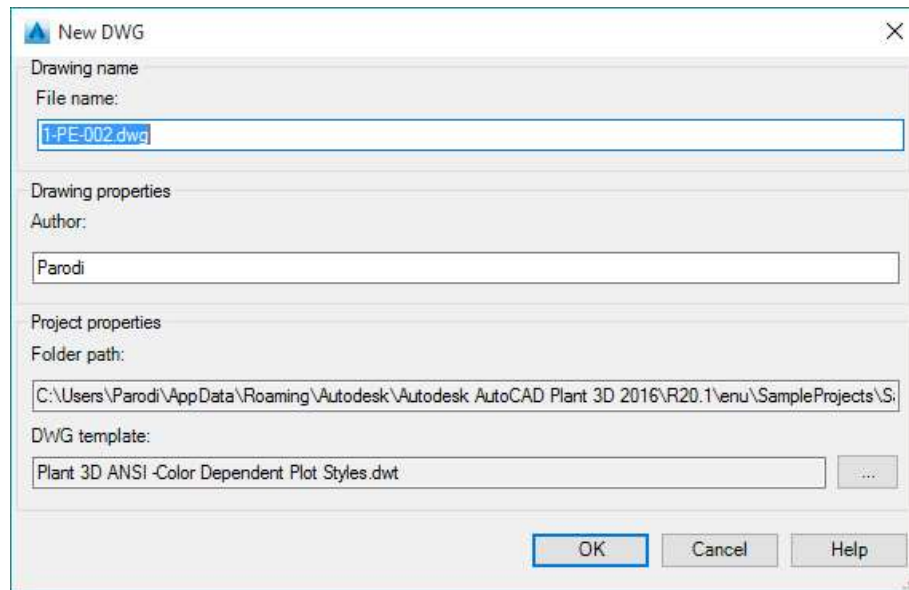 New DWG
Drawing name
File name:
1-PE-002.dwg
Drawing properties
Author:
Parodi
Project properties
Folder path:
C:\Users\Parodi\AppData\Roaming\Autodesk\Autodesk AutoCAD Plant 3D 2016\R20.1\enu\SampleProjects\Sa
DWG template:
Plant 3D ANSI -Color Dependent Plot Styles.dwt
...
OK Cancel Help